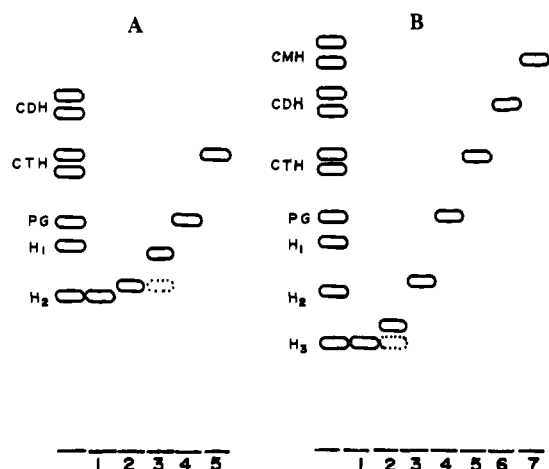 A
CDH
CTH
PG
H₁
H₂
1 2 3 4 5
B
CMH
CDH
CTH
PG
H₁
H₂
H₃
1 2 3 4 5 6 7